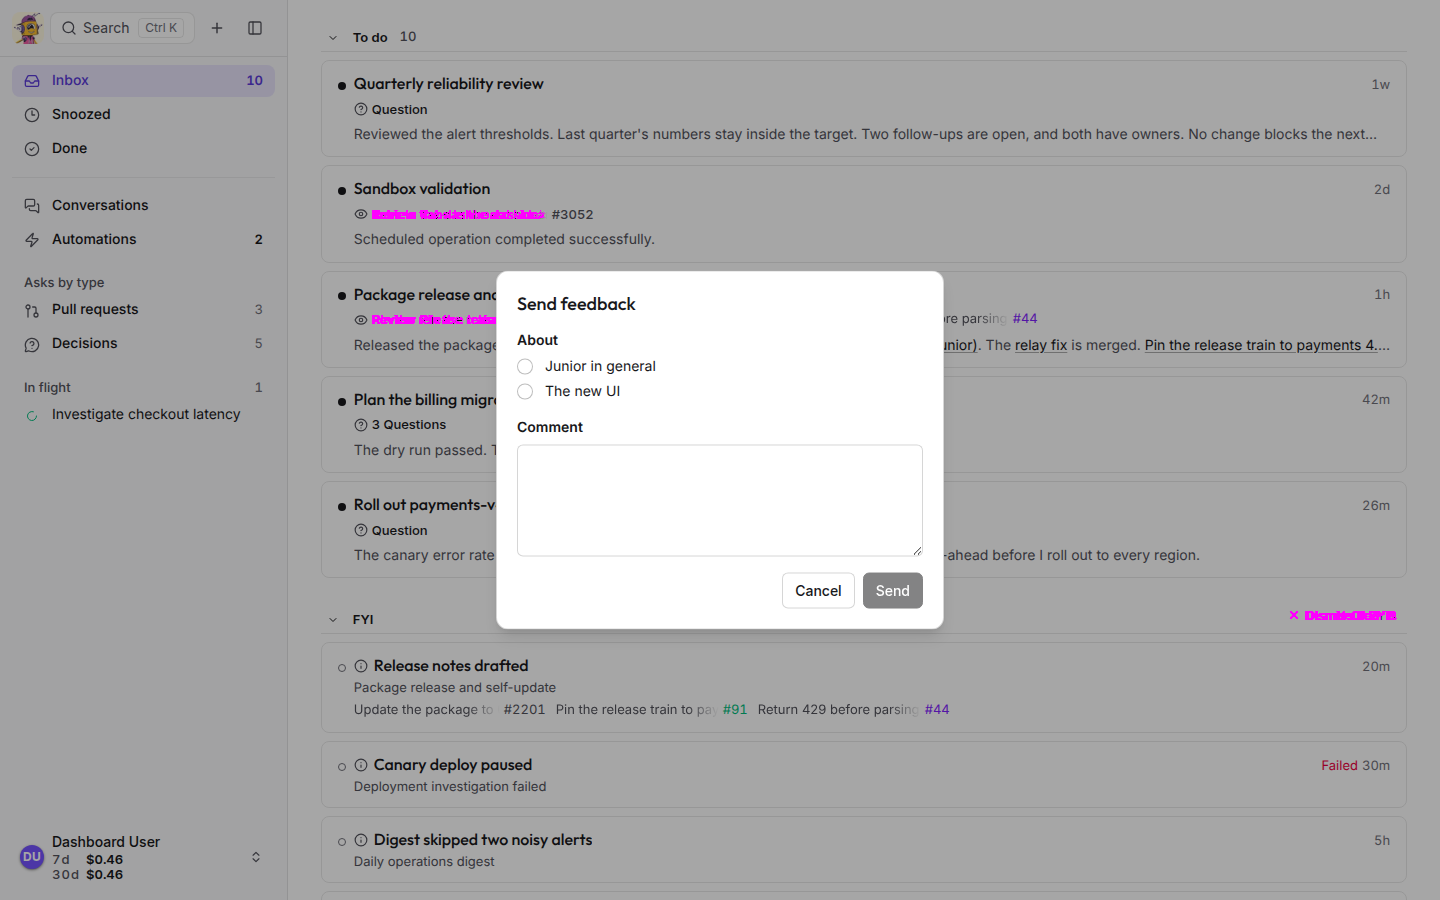 Search Ctrl K
Inbox 10
Snoozed
Done
Conversations
Automations 2
Asks by type
Pull requests 3
Decisions 5
In flight 1
Investigate checkout latency
Dashboard User
DU
7d $0.46
30d $0.46
To do 10
Quarterly reliability review 1w
Question
Reviewed the alert thresholds. Last quarter's numbers stay inside the target. Two follow-ups are open, and both have owners. No change blocks the next...
Sandbox validation 2d
#3052
Scheduled operation completed successfully.
Package release and 1h
re parsing #44
Released the package unior). The relay fix is merged. Pin the release train to payments 4....
Plan the billing migr 42m
3 Questions
The dry run passed.
Roll out payments-v 26m
Question
The canary error rate -ahead before I roll out to every region.
Send feedback
About
Junior in general
The new UI
Comment
Cancel Send
FYI
Release notes drafted 20m
Package release and self-update
Update the package to #2201 Pin the release train to pay #91 Return 429 before parsing #44
Canary deploy paused Failed 30m
Deployment investigation failed
Digest skipped two noisy alerts 5h
Daily operations digest